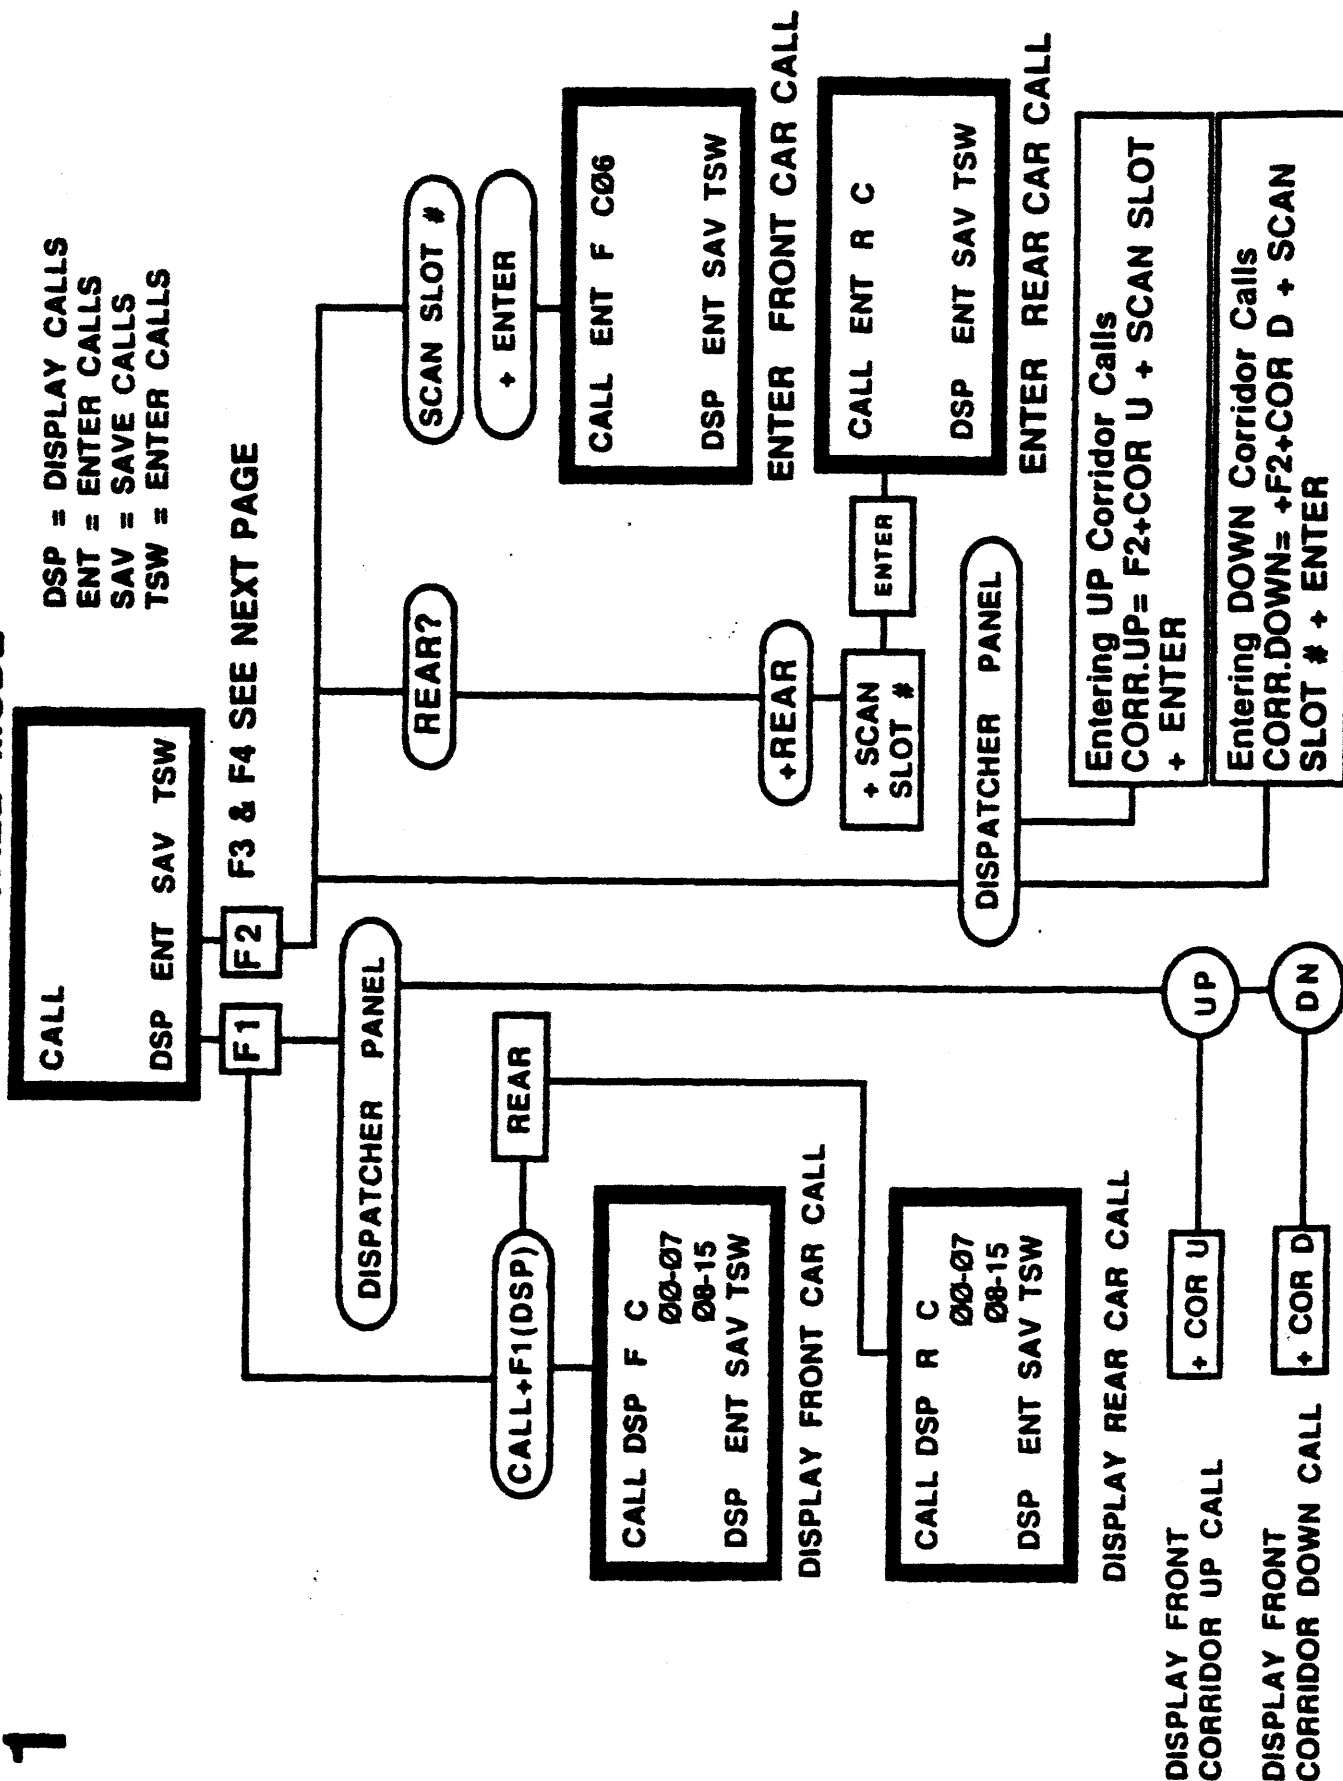 1
DSP = DISPLAY CALLS
ENT = ENTER CALLS
SAV = SAVE CALLS
TSW = ENTER CALLS
CALL
DSP ENT SAV TSW
F1
F2
F3 & F4 SEE NEXT PAGE
DISPATCHER PANEL
CALL+F1(DSP)
REAR
CALL DSP F C
ØØ-Ø7
Ø8-15
DSP ENT SAV TSW
DISPLAY FRONT CAR CALL
CALL DSP R C
ØØ-Ø7
Ø8-15
DSP ENT SAV TSW
DISPLAY REAR CAR CALL
DISPLAY FRONT
CORRIDOR UP CALL
+ COR U
UP
DISPLAY FRONT
CORRIDOR DOWN CALL
+ COR D
DN
REAR?
+REAR
+ SCAN
SLOT #
ENTER
SCAN SLOT #
+ ENTER
CALL ENT F CØ6
DSP ENT SAV TSW
ENTER FRONT CAR CALL
CALL ENT R C
DSP ENT SAV TSW
ENTER REAR CAR CALL
DISPATCHER PANEL
Entering UP Corridor Calls
CORR.UP= F2+COR U + SCAN SLOT
+ ENTER
Entering DOWN Corridor Calls
CORR.DOWN= +F2+COR D + SCAN
SLOT # + ENTER